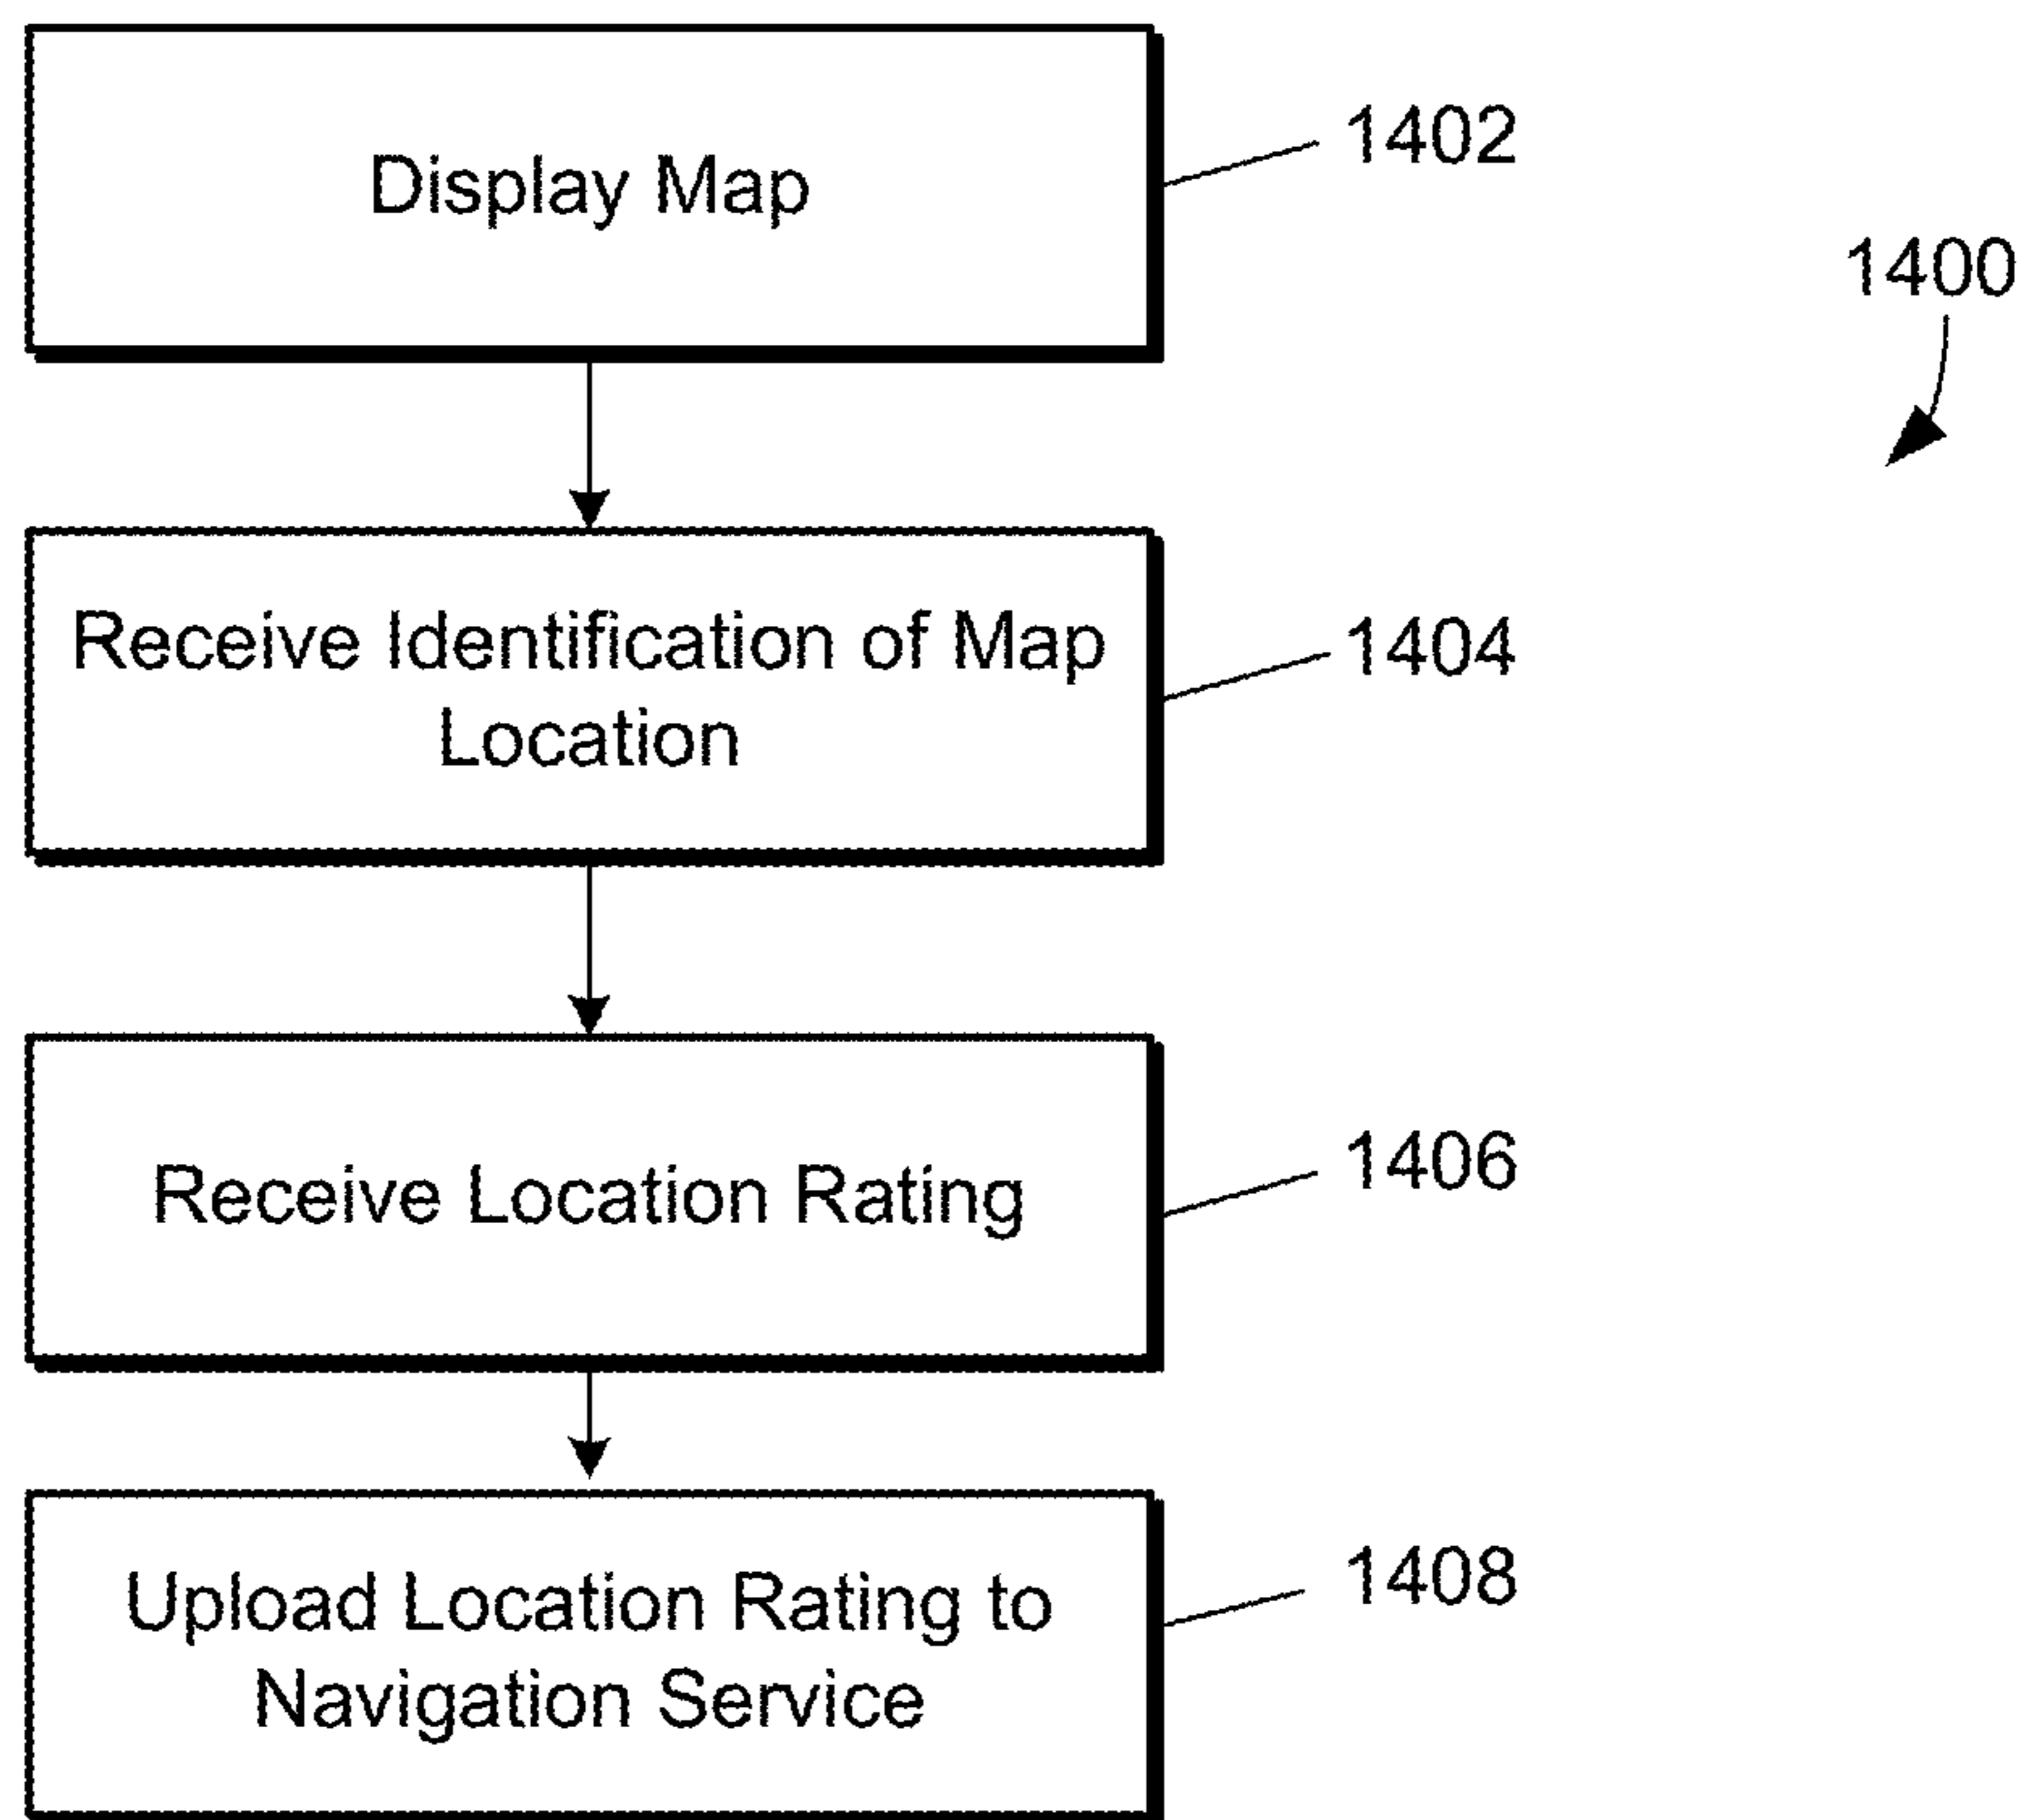 Display Map
1402
1400
Receive Identification of Map
Location
1404
Receive Location Rating
1406
Upload Location Rating to
Navigation Service
1408